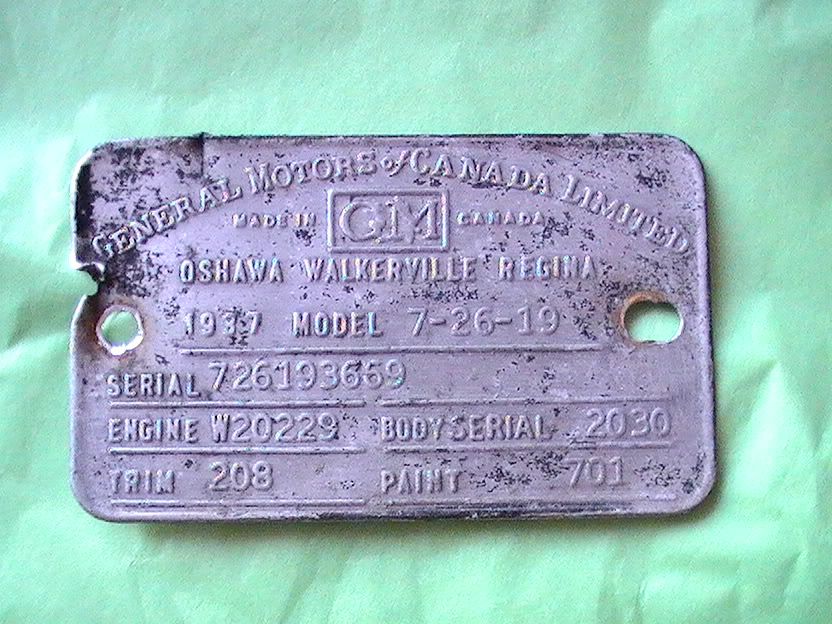 GENERAL MOTORS of CANADA LIMITED
MADE IN GM CANADA
OSHAWA WALKERVILLE REGINA
1937 MODEL 7-26-19
SERIAL 726193669
ENGINE W20229 BODY SERIAL 2030
TRIM 208 PAINT 701